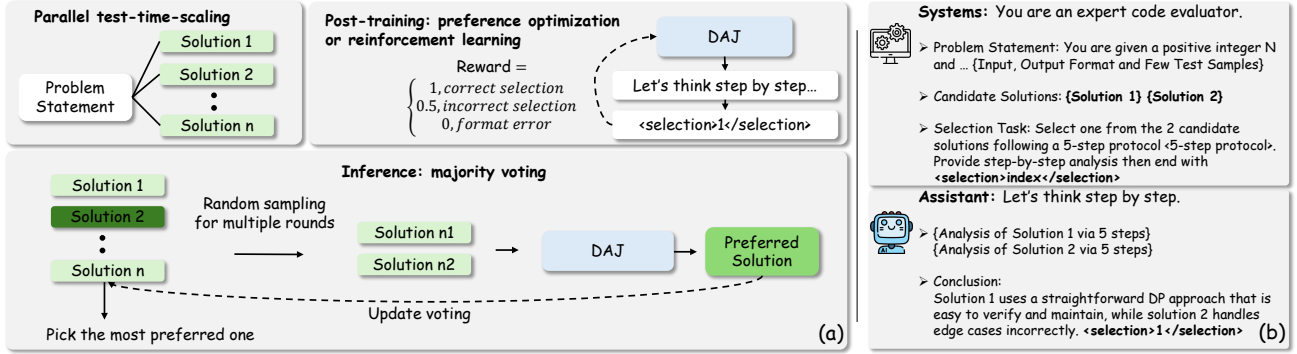 Parallel test-time-scaling
Problem
Statement
Solution 1
Solution 2
Solution n
Post-training: preference optimization
or reinforcement learning
Reward =
1, correct selection
0.5, incorrect selection
0, format error
DAJ
Let's think step by step…
<selection>1</selection>
Inference: majority voting
Solution 1
Solution 2
Solution n
Pick the most preferred one
Random sampling
for multiple rounds
Solution n1
Solution n2
DAJ
Preferred
Solution
Update voting
(a)
Systems: You are an expert code evaluator.
➢ Problem Statement: You are given a positive integer N
and … {Input, Output Format and Few Test Samples}
➢ Candidate Solutions: {Solution 1} {Solution 2}
➢ Selection Task: Select one from the 2 candidate
solutions following a 5-step protocol <5-step protocol>.
Provide step-by-step analysis then end with
<selection>index</selection>
Assistant: Let's think step by step.
AI
➢ {Analysis of Solution 1 via 5 steps}
{Analysis of Solution 2 via 5 steps}
➢ Conclusion:
Solution 1 uses a straightforward DP approach that is
easy to verify and maintain, while solution 2 handles
edge cases incorrectly. <selection>1</selection>
(b)